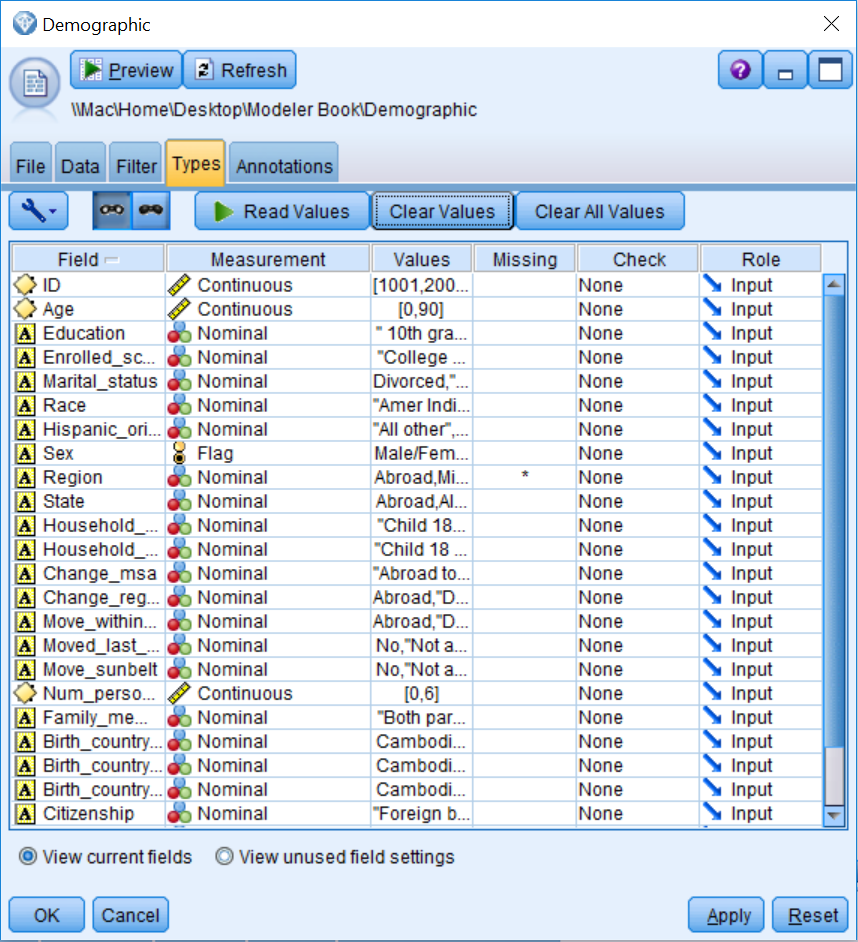 Demographic
Preview Refresh
\\Mac\Home\Desktop\Modeler Book\Demographic
File Data Filter Types Annotations
Read Values Clear Values Clear All Values
Field Measurement Values Missing Check Role
ID Continuous [1001,200... None Input
Age Continuous [0,90] None Input
A Education Nominal " 10th gra... None Input
A Enrolled_sc... Nominal "College ... None Input
A Marital_status Nominal Divorced,"... None Input
A Race Nominal "Amer Indi... None Input
A Hispanic_ori... Nominal "All other",... None Input
A Sex Flag Male/Fem... None Input
A Region Nominal Abroad,Mi... * None Input
A State Nominal Abroad,Al... None Input
A Household_... Nominal "Child 18... None Input
A Household_... Nominal "Child 18 ... None Input
A Change_msa Nominal "Abroad to... None Input
A Change_reg... Nominal Abroad,"D... None Input
A Move_within... Nominal Abroad,"D... None Input
A Moved_last_... Nominal No,"Not a... None Input
A Move_sunbelt Nominal No,"Not a... None Input
Num_perso... Continuous [0,6] None Input
A Family_me... Nominal "Both par... None Input
A Birth_country... Nominal Cambodi... None Input
A Birth_country... Nominal Cambodi... None Input
A Birth_country... Nominal Cambodi... None Input
A Citizenship Nominal "Foreign b... None Input
View current fields View unused field settings
OK Cancel Apply Reset